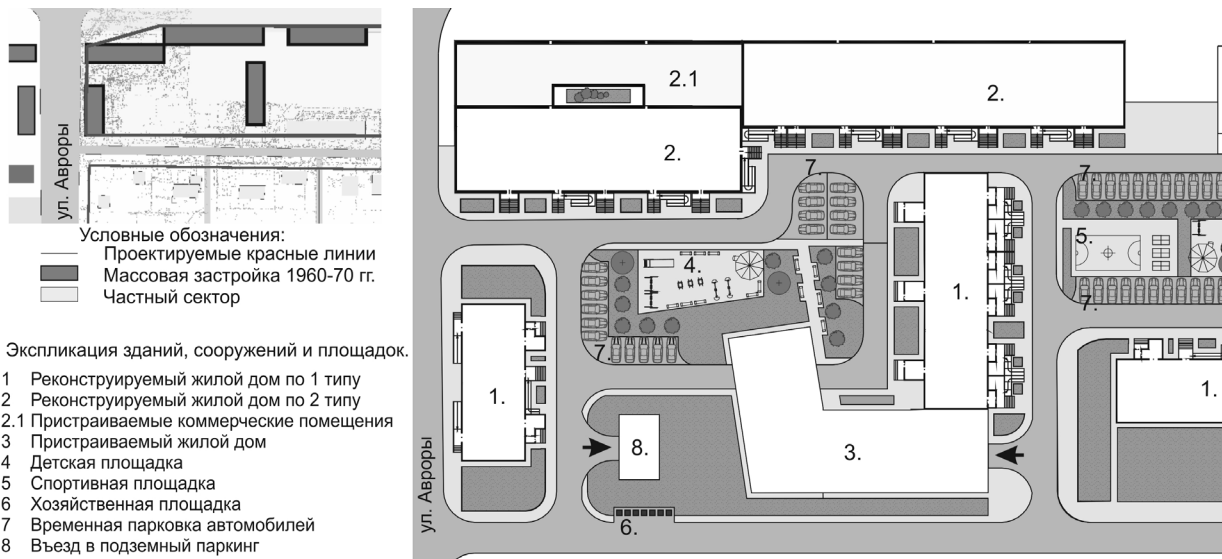 ул. Авроры
Условные обозначения:
Проектируемые красные линии
Массовая застройка 1960-70 гг.
Частный сектор
Экспликация зданий, сооружений и площадок.
1 Реконструируемый жилой дом по 1 типу
2 Реконструируемый жилой дом по 2 типу
2.1 Пристраиваемые коммерческие помещения
3 Пристраиваемый жилой дом
4 Детская площадка
5 Спортивная площадка
6 Хозяйственная площадка
7 Временная парковка автомобилей
8 Въезд в подземный паркинг
2.1
2.
2.
7.
7.
5.
4.
1.
7.
7.
1.
1.
8.
3.
ул. Авроры
6.